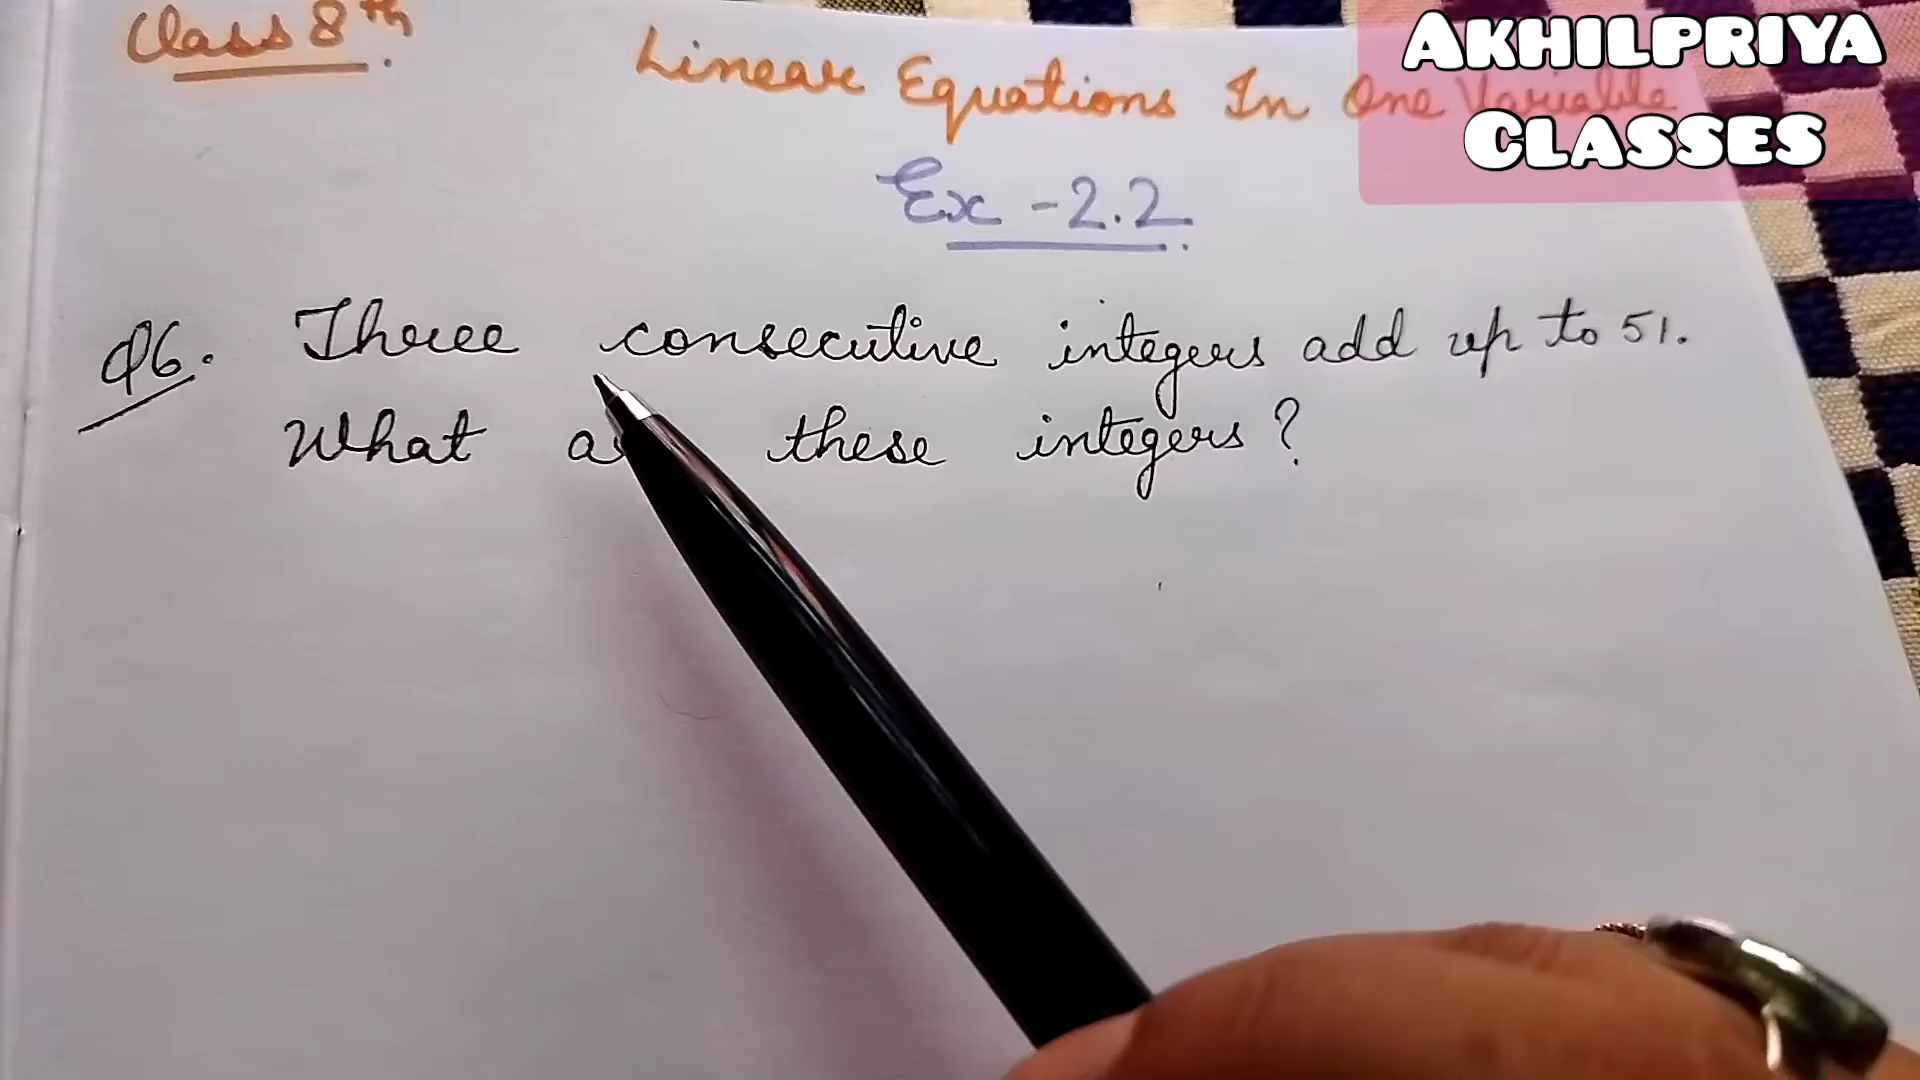 Class 8th.
Linear Equations In One Variable
AKHILPRIYA
CLASSES
Ex - 2.2.
Q6. Three consecutive integers add up to 51.
What these integers?